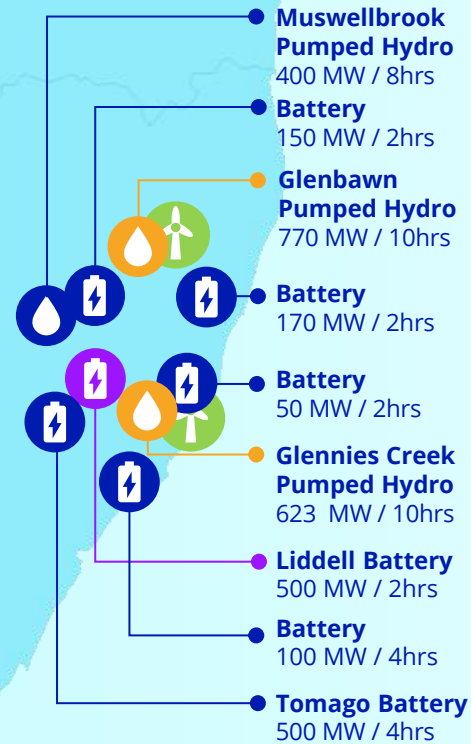 Muswellbrook
Pumped Hydro
400 MW / 8hrs
Battery
150 MW / 2hrs
Glenbawn
Pumped Hydro
770 MW / 10hrs
Battery
170 MW / 2hrs
Battery
50 MW / 2hrs
Glennies Creek
Pumped Hydro
623 MW / 10hrs
Liddell Battery
500 MW / 2hrs
Battery
100 MW / 4hrs
Tomago Battery
500 MW / 4hrs